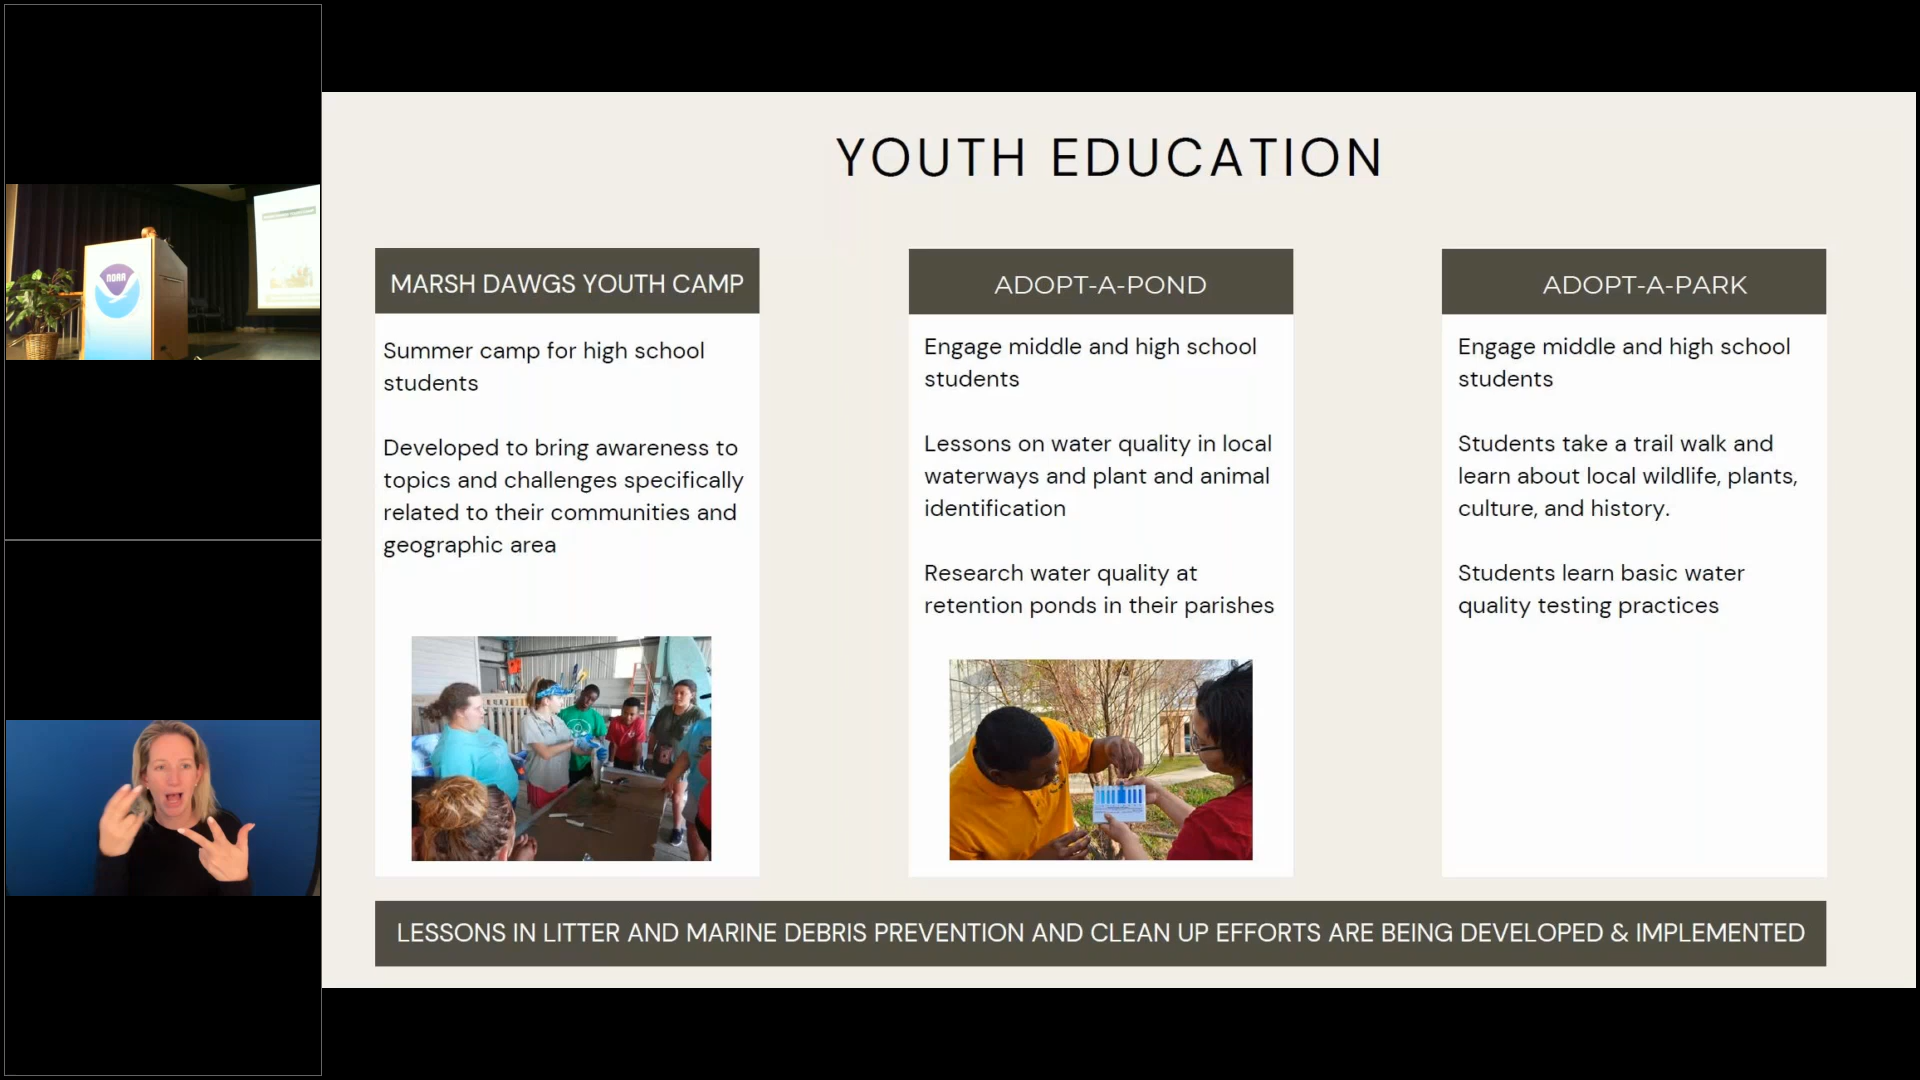 NOAA
YOUTH EDUCATION
MARSH DAWGS YOUTH CAMP
Summer camp for high school
students
Developed to bring awareness to
topics and challenges specifically
related to their communities and
geographic area
ADOPT-A-POND
Engage middle and high school
students
Lessons on water quality in local
waterways and plant and animal
identification
Research water quality at
retention ponds in their parishes
ADOPT-A-PARK
Engage middle and high school
students
Students take a trail walk and
learn about local wildlife, plants,
culture, and history.
Students learn basic water
quality testing practices
LESSONS IN LITTER AND MARINE DEBRIS PREVENTION AND CLEAN UP EFFORTS ARE BEING DEVELOPED & IMPLEMENTED